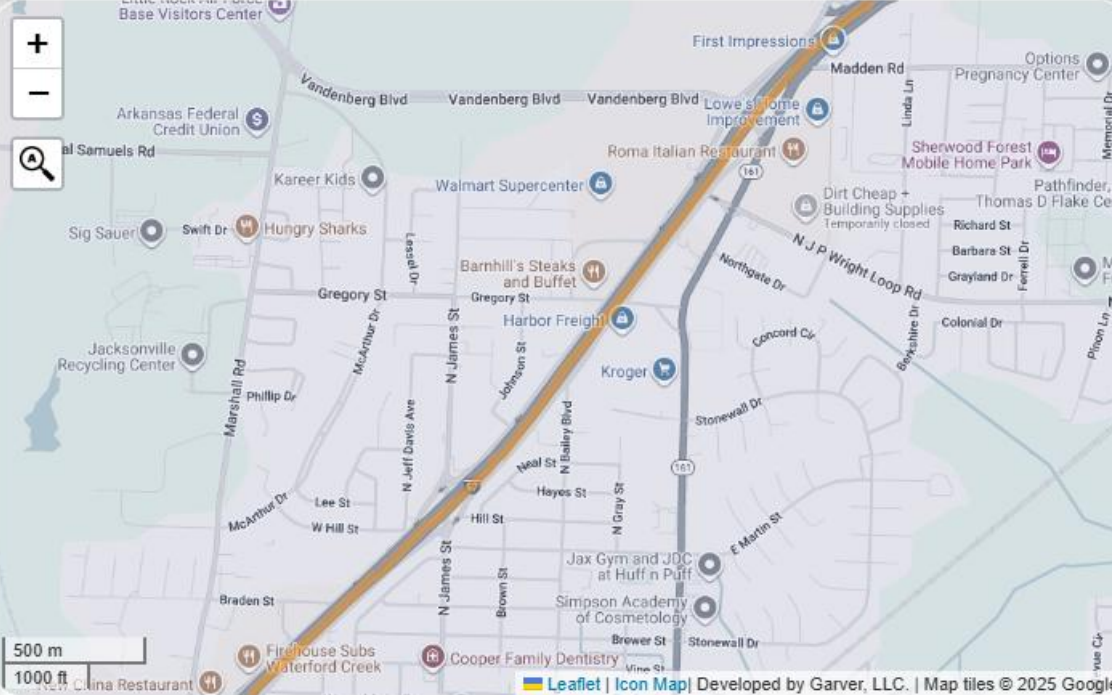 Little Rock Air Force
Base Visitors Center
+
−
First Impressions
Madden Rd
Options
Pregnancy Center
Vandenberg Blvd
Vandenberg Blvd
Vandenberg Blvd
Linda Ln
Memorial Dr
Arkansas Federal
Credit Union
Lowe's Home
Improvement
al Samuels Rd
Roma Italian Restaurant
Sherwood Forest
Mobile Home Park
161
Kareer Kids
Walmart Supercenter
Dirt Cheap +
Building Supplies
Temporarily closed
Pathfinder,
Thomas D Flake Ce
Sig Sauer
Swift Dr
Hungry Sharks
Richard St
N J P Wright Loop Rd
Barbara St
Ferrell Dr
Grayland Dr
Northgate Dr
Barnhill's Steaks
and Buffet
Gregory St
Gregory St
McArthur Dr
N James St
Harbor Freight
Colonial Dr
Concord Cir
Berkshire Dr
Pinon Ln
Jacksonville
Recycling Center
Johnson St
Kroger
Marshall Rd
Phillip Dr
Stonewall Dr
N Jeff Davis Ave
N Bailey Blvd
Neal St
161
Hayes St
N Gray St
McArthur Dr
Lee St
W Hill St
Hill St
E Martin St
N James St
Brown St
Jax Gym and JDC
at Huff n Puff
Braden St
Simpson Academy
of Cosmetology
Brewer St
Stonewall Dr
500 m
1000 ft
Firehouse Subs
Waterford Creek
Cooper Family Dentistry
Vine St
New China Restaurant
Leaflet | Icon Map| Developed by Garver, LLC. | Map tiles © 2025 Google